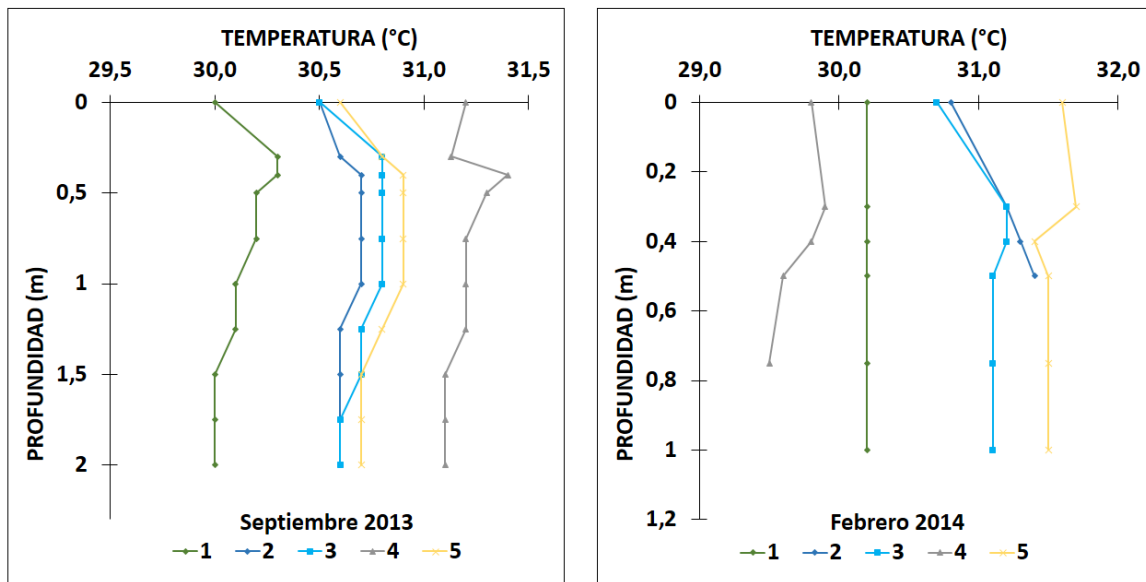 TEMPERATURA (°C)
29,5 30,0 30,5 31,0 31,5
0
0,5
1
1,5
2
PROFUNDIDAD (m)
Septiembre 2013
1 2 3 4 5
TEMPERATURA (°C)
29,0 30,0 31,0 32,0
0
0,2
0,4
0,6
0,8
1
1,2
PROFUNDIDAD (m)
Febrero 2014
1 2 3 4 5